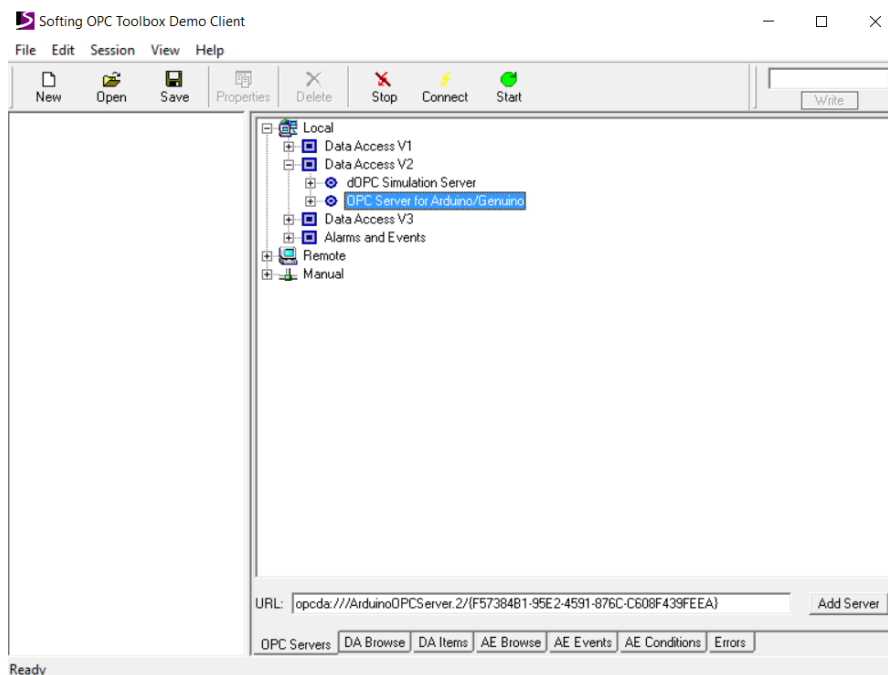 Softing OPC Toolbox Demo Client
File Edit Session View Help
New Open Save Properties Delete Stop Connect Start
Write
Local
Data Access V1
Data Access V2
dOPC Simulation Server
OPC Server for Arduino/Genuino
Data Access V3
Alarms and Events
Remote
Manual
URL: opcda:///ArduinoOPCServer.2/{F57384B1-95E2-4591-876C-C608F439FEEA} Add Server
OPC Servers DA Browse DA Items AE Browse AE Events AE Conditions Errors
Ready